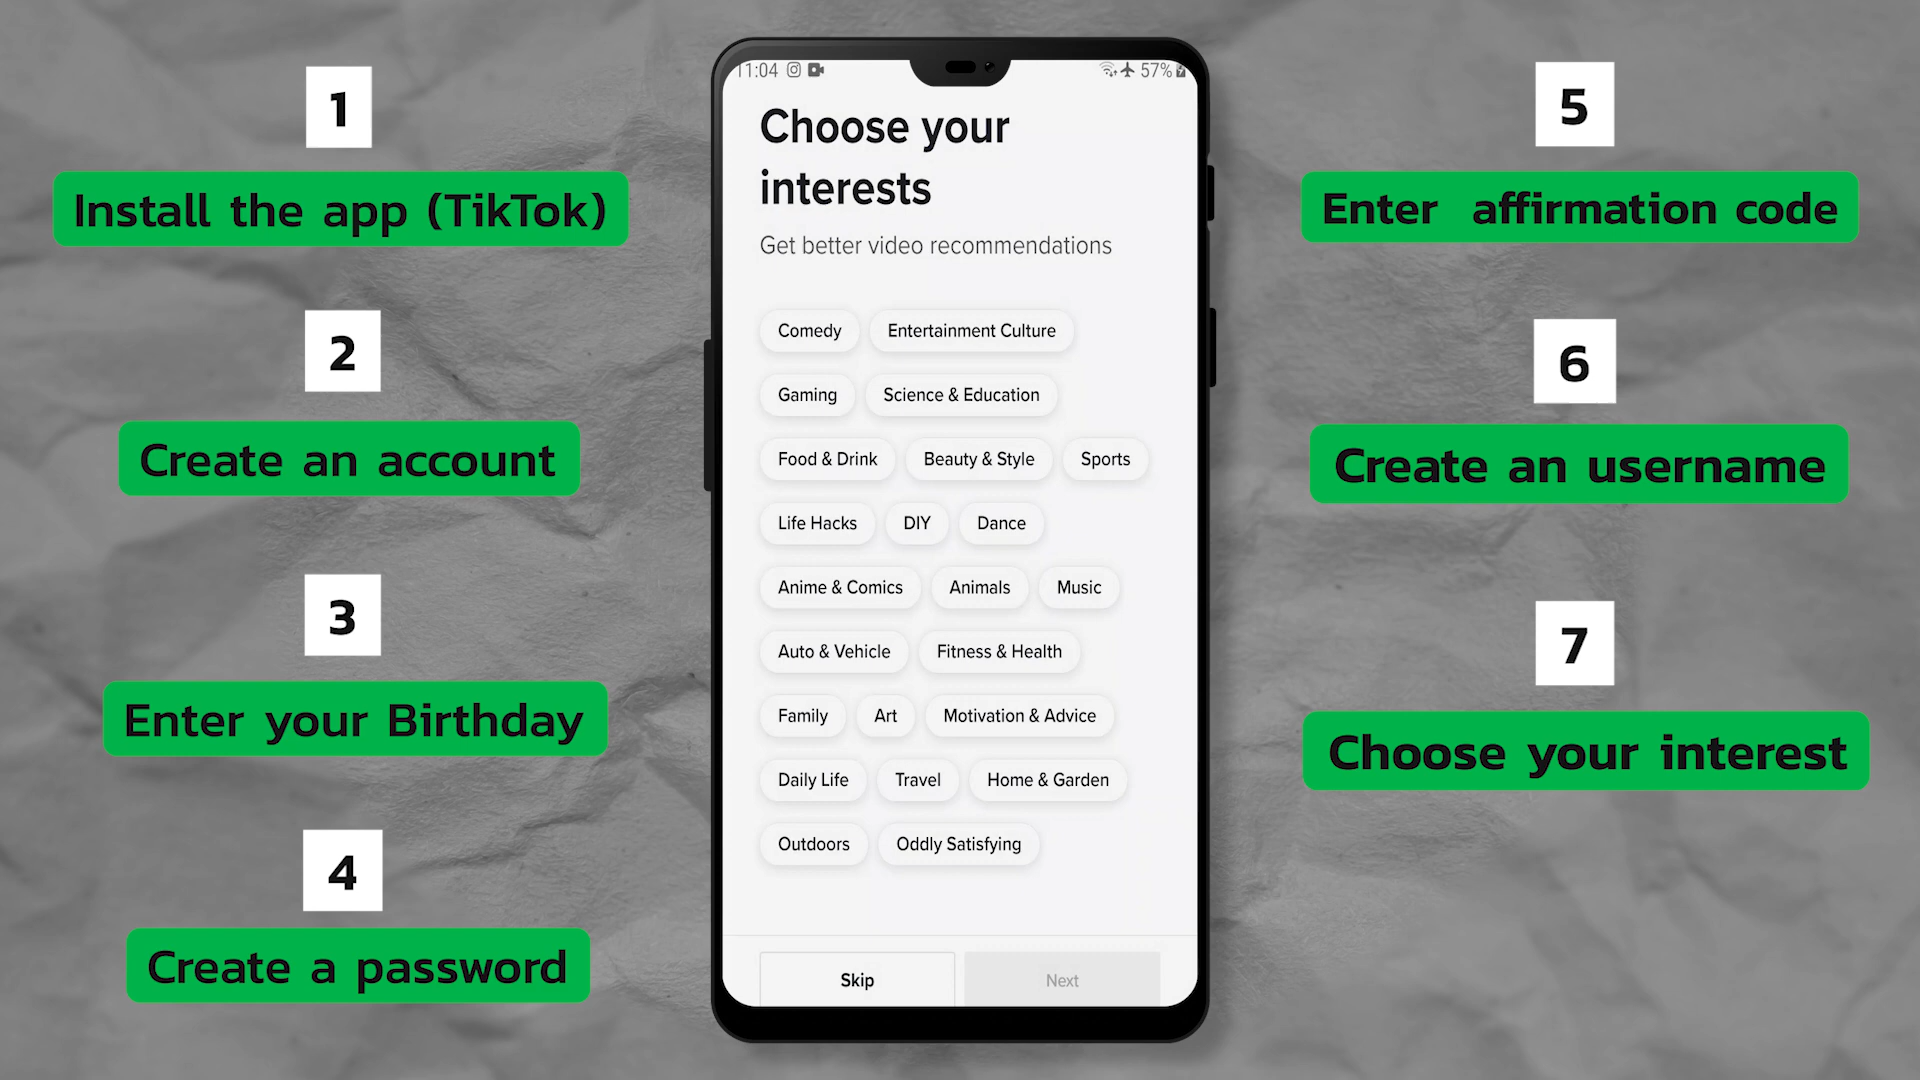 1
Install the app (TikTok)
2
Create an account
3
Enter your Birthday
4
Create a password
11:04 57%
Choose your
interests
Get better video recommendations
Comedy Entertainment Culture
Gaming Science & Education
Food & Drink Beauty & Style Sports
Life Hacks DIY Dance
Anime & Comics Animals Music
Auto & Vehicle Fitness & Health
Family Art Motivation & Advice
Daily Life Travel Home & Garden
Outdoors Oddly Satisfying
Skip Next
5
Enter affirmation code
6
Create an username
7
Choose your interest